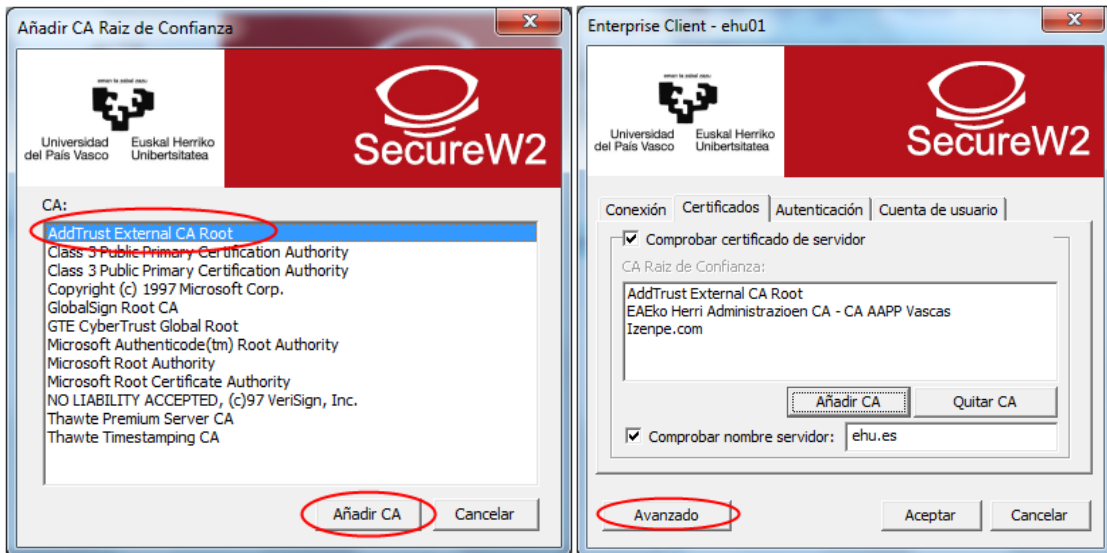 Añadir CA Raiz de Confianza
Universidad del País Vasco
Euskal Herriko Unibertsitatea
SecureW2
CA:
AddTrust External CA Root
Class 3 Public Primary Certification Authority
Class 3 Public Primary Certification Authority
Copyright (c) 1997 Microsoft Corp.
GlobalSign Root CA
GTE CyberTrust Global Root
Microsoft Authenticode(tm) Root Authority
Microsoft Root Authority
Microsoft Root Certificate Authority
NO LIABILITY ACCEPTED, (c)97 VeriSign, Inc.
Thawte Premium Server CA
Thawte Timestamping CA
Añadir CA
Cancelar
Enterprise Client - ehu01
Universidad del País Vasco
Euskal Herriko Unibertsitatea
SecureW2
Conexión
Certificados
Autenticación
Cuenta de usuario
Comprobar certificado de servidor
CA Raiz de Confianza:
AddTrust External CA Root
EAEko Herri Administrazioen CA - CA AAPP Vascas
Izenpe.com
Añadir CA
Quitar CA
Comprobar nombre servidor:
ehu.es
Avanzado
Aceptar
Cancelar